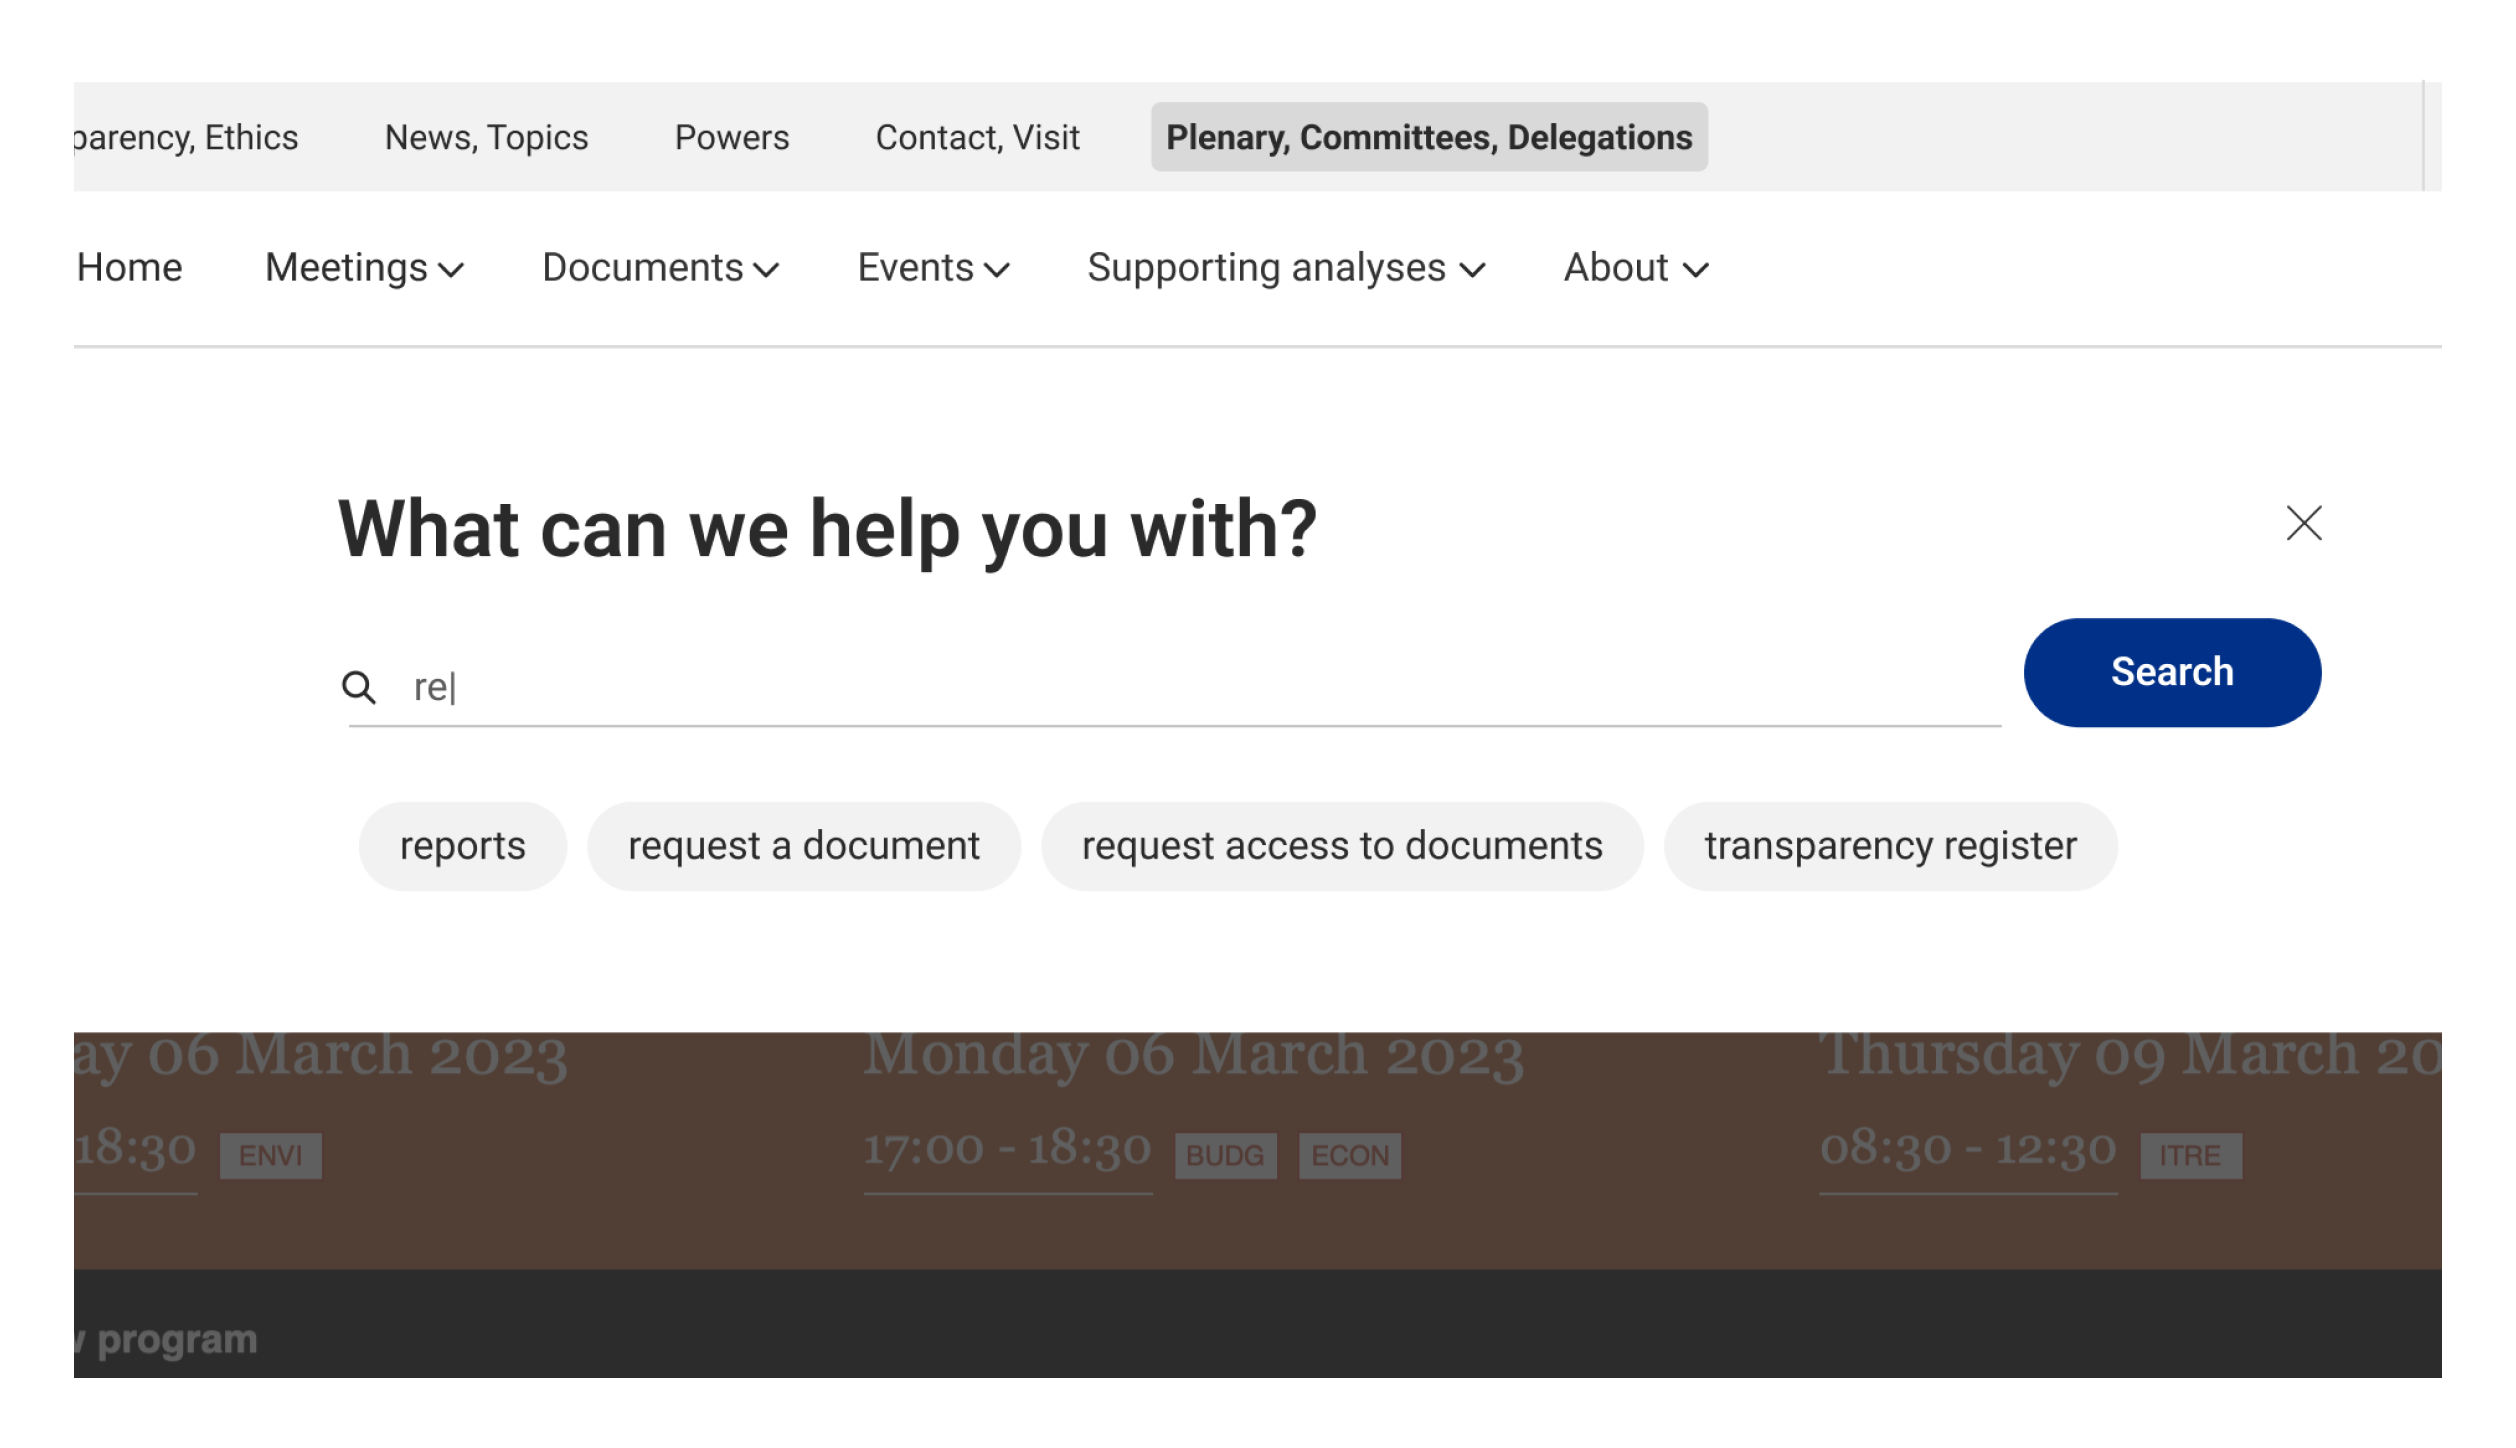 parency, Ethics News, Topics Powers Contact, Visit Plenary, Committees, Delegations
Home Meetings Documents Events Supporting analyses About
What can we help you with?
re
Search
reports request a document request access to documents transparency register
ay 06 March 2023 Monday 06 March 2023 Thursday 09 March 20
18:30 ENVI 17:00 - 18:30 BUDG ECON 08:30 - 12:30 ITRE
program